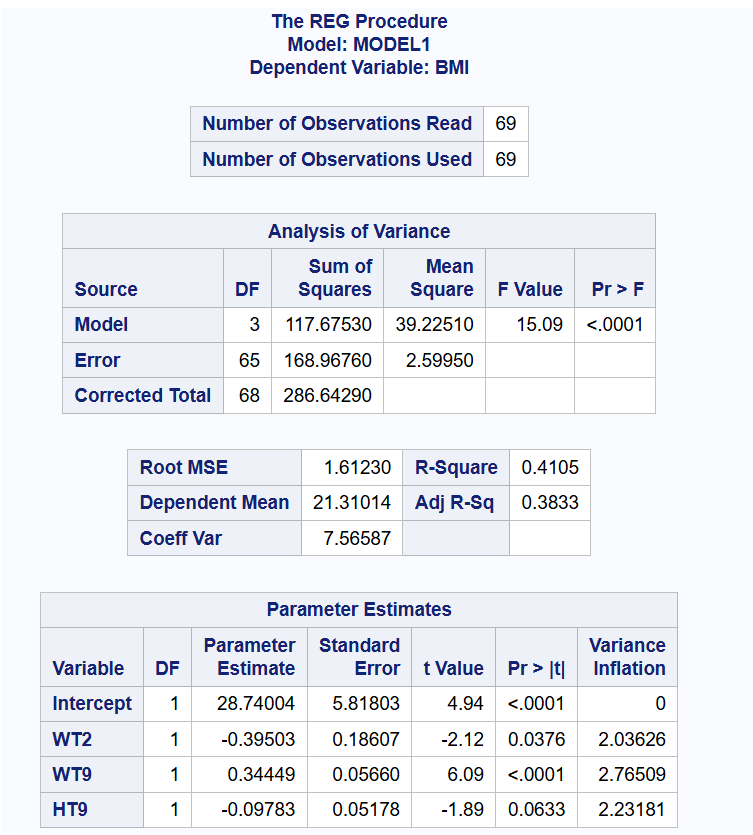 The REG Procedure
Model: MODEL1
Dependent Variable: BMI
Number of Observations Read 69
Number of Observations Used 69
Analysis of Variance
Source DF Sum of Squares Mean Square F Value Pr > F
Model 3 117.67530 39.22510 15.09 <.0001
Error 65 168.96760 2.59950
Corrected Total 68 286.64290
Root MSE 1.61230 R-Square 0.4105
Dependent Mean 21.31014 Adj R-Sq 0.3833
Coeff Var 7.56587
Parameter Estimates
Variable DF Parameter Estimate Standard Error t Value Pr > |t| Variance Inflation
Intercept 1 28.74004 5.81803 4.94 <.0001 0
WT2 1 -0.39503 0.18607 -2.12 0.0376 2.03626
WT9 1 0.34449 0.05660 6.09 <.0001 2.76509
HT9 1 -0.09783 0.05178 -1.89 0.0633 2.23181